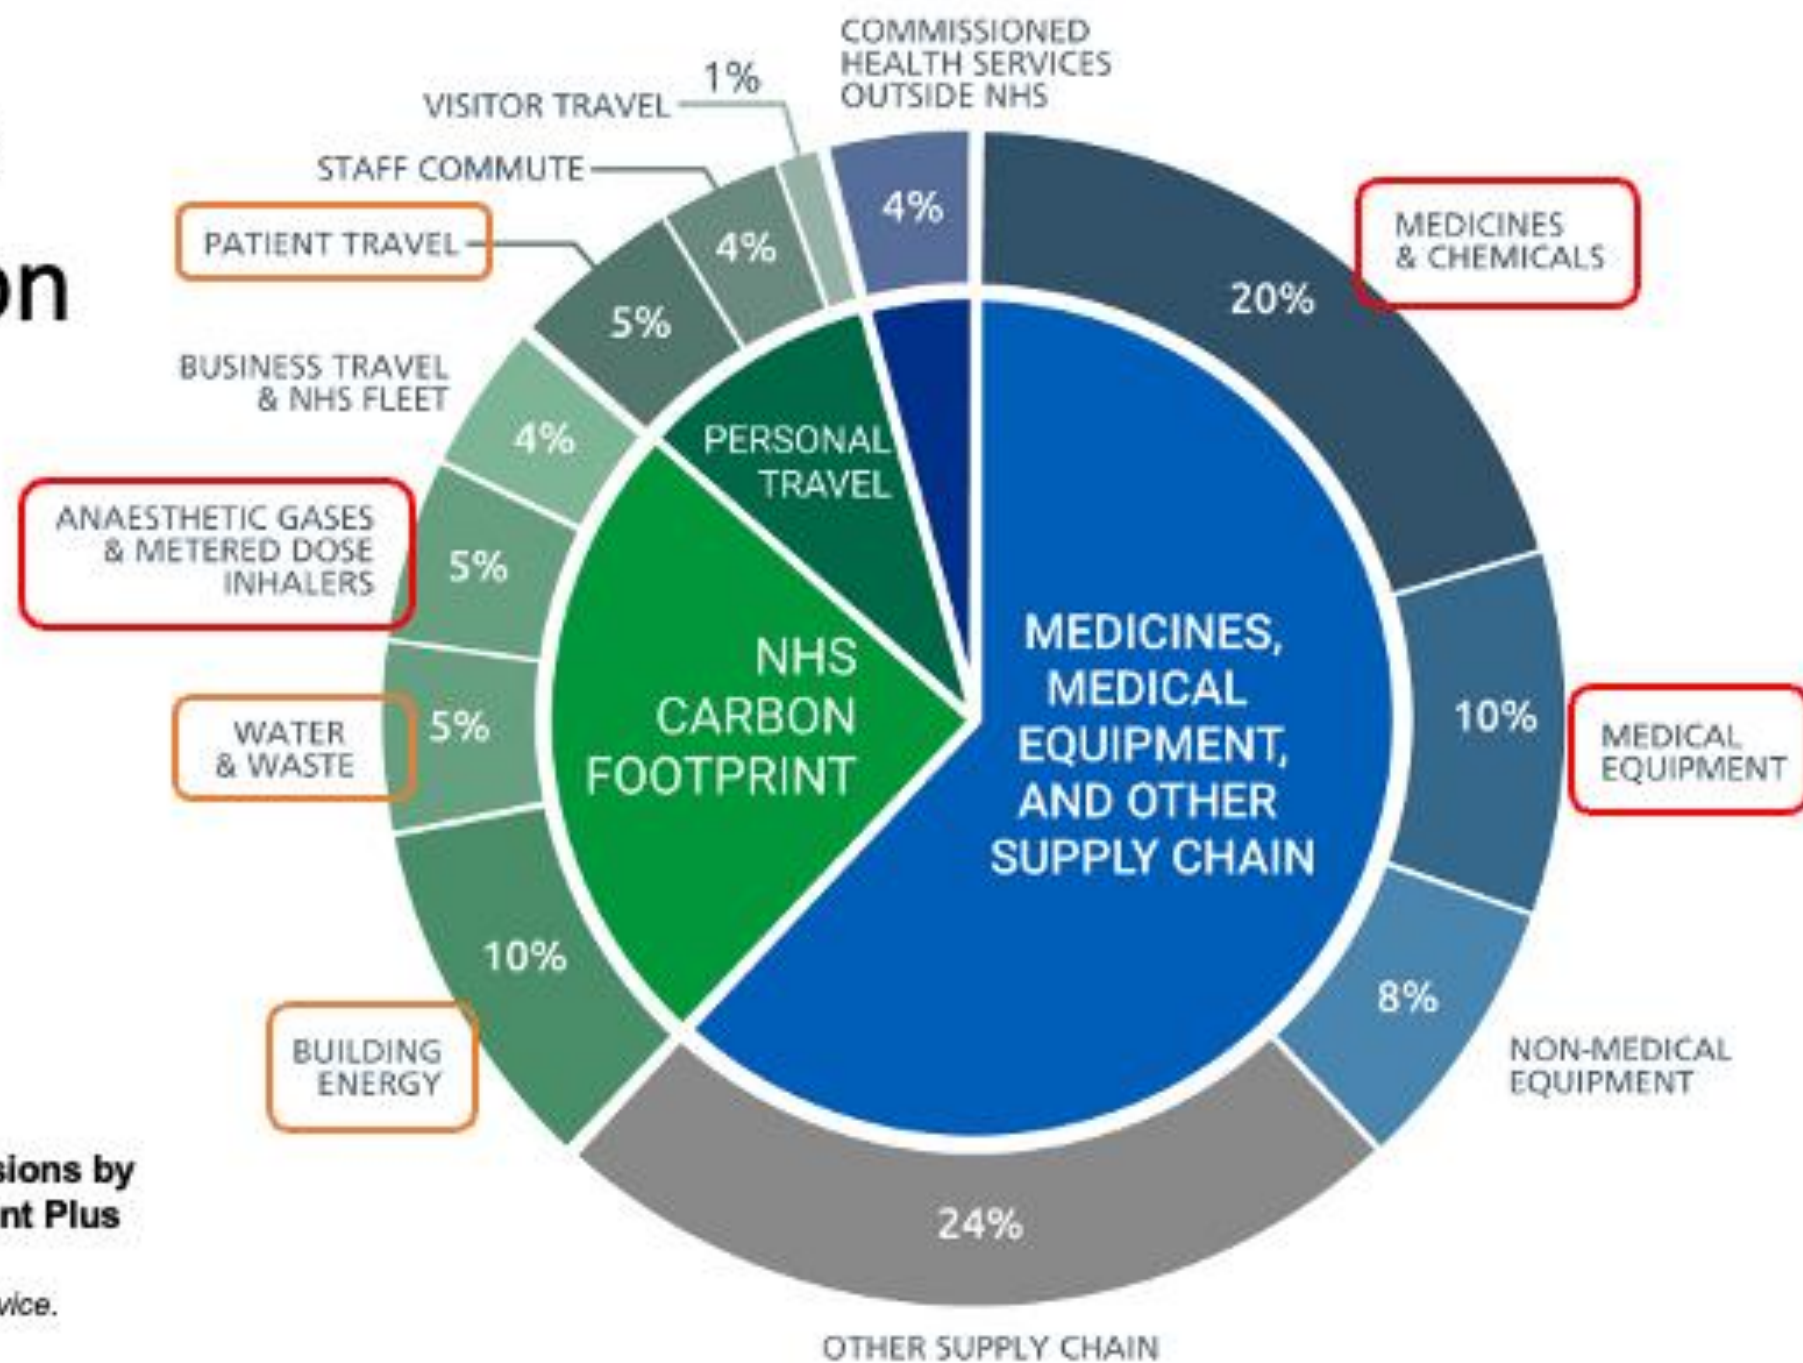 on
COMMISSIONED
HEALTH SERVICES
OUTSIDE NHS
4%
1%
VISITOR TRAVEL
STAFF COMMUTE
4%
PATIENT TRAVEL
5%
BUSINESS TRAVEL
& NHS FLEET
4%
ANAESTHETIC GASES
& METERED DOSE
INHALERS
5%
WATER
& WASTE
5%
BUILDING
ENERGY
10%
PERSONAL
TRAVEL
NHS
CARBON
FOOTPRINT
MEDICINES,
MEDICAL
EQUIPMENT,
AND OTHER
SUPPLY CHAIN
20%
MEDICINES
& CHEMICALS
10%
MEDICAL
EQUIPMENT
8%
NON-MEDICAL
EQUIPMENT
24%
OTHER SUPPLY CHAIN
sions by
nt Plus
vice.